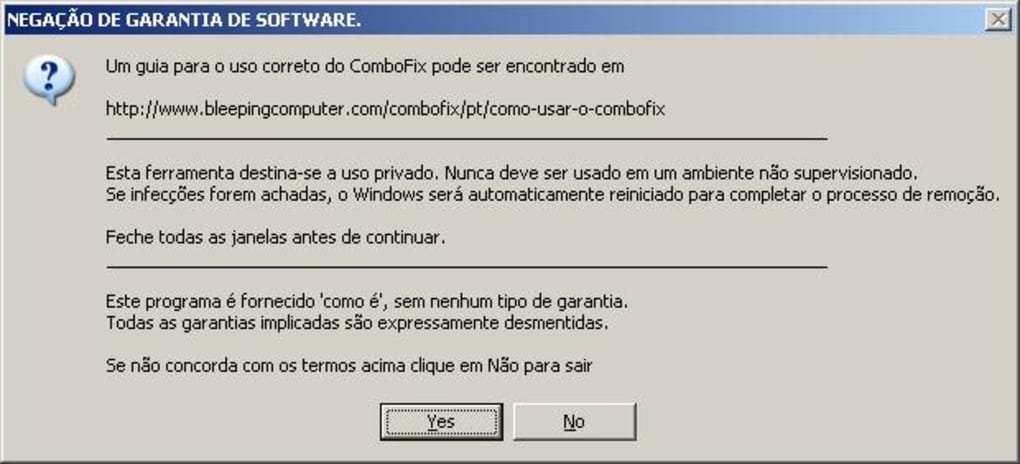 NEGAÇÃO DE GARANTIA DE SOFTWARE.
Um guia para o uso correto do ComboFix pode ser encontrado em
http://www.bleepingcomputer.com/combofix/pt/como-usar-o-combofix
Esta ferramenta destina-se a uso privado. Nunca deve ser usado em um ambiente não supervisionado.
Se infecções forem achadas, o Windows será automaticamente reiniciado para completar o processo de remoção.
Feche todas as janelas antes de continuar.
Este programa é fornecido 'como é', sem nenhum tipo de garantia.
Todas as garantias implicadas são expressamente desmentidas.
Se não concorda com os termos acima clique em Não para sair
Yes No